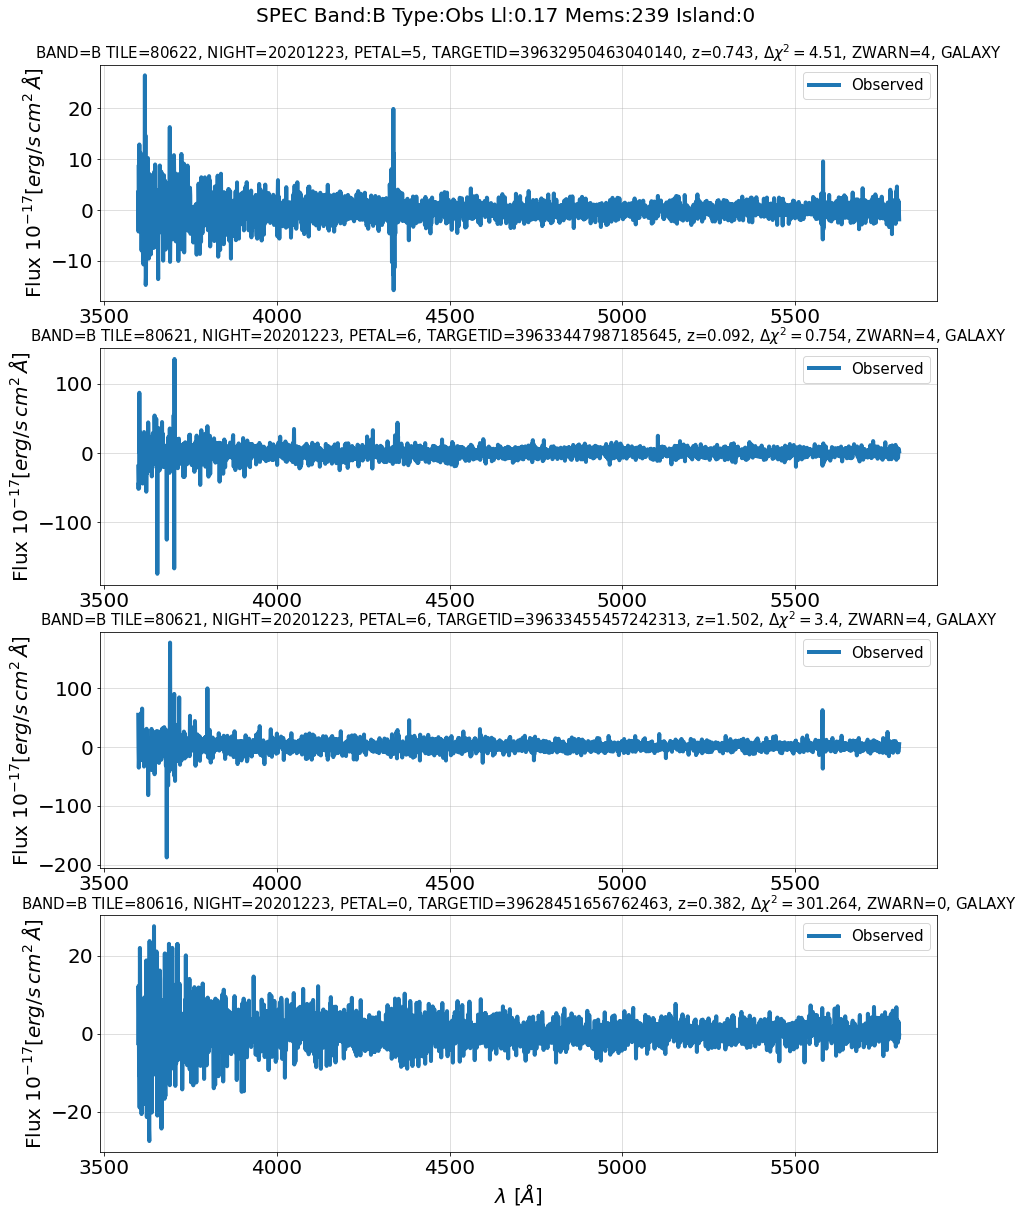 SPEC Band:B Type:Obs Ll:0.17 Mems:239 Island:0
BAND=B TILE=80622, NIGHT=20201223, PETAL=5, TARGETID=39632950463040140, z=0.743, Δχ² = 4.51, ZWARN=4, GALAXY
Flux 10⁻¹⁷[erg/s cm² Å]
20
10
0
−10
Observed
3500 4000 4500 5000 5500
BAND=B TILE=80621, NIGHT=20201223, PETAL=6, TARGETID=39633447987185645, z=0.092, Δχ² = 0.754, ZWARN=4, GALAXY
Flux 10⁻¹⁷[erg/s cm² Å]
100
0
−100
Observed
3500 4000 4500 5000 5500
BAND=B TILE=80621, NIGHT=20201223, PETAL=6, TARGETID=39633455457242313, z=1.502, Δχ² = 3.4, ZWARN=4, GALAXY
Flux 10⁻¹⁷[erg/s cm² Å]
100
0
−100
−200
Observed
3500 4000 4500 5000 5500
BAND=B TILE=80616, NIGHT=20201223, PETAL=0, TARGETID=39628451656762463, z=0.382, Δχ² = 301.264, ZWARN=0, GALAXY
Flux 10⁻¹⁷[erg/s cm² Å]
20
0
−20
Observed
3500 4000 4500 5000 5500
λ [Å]